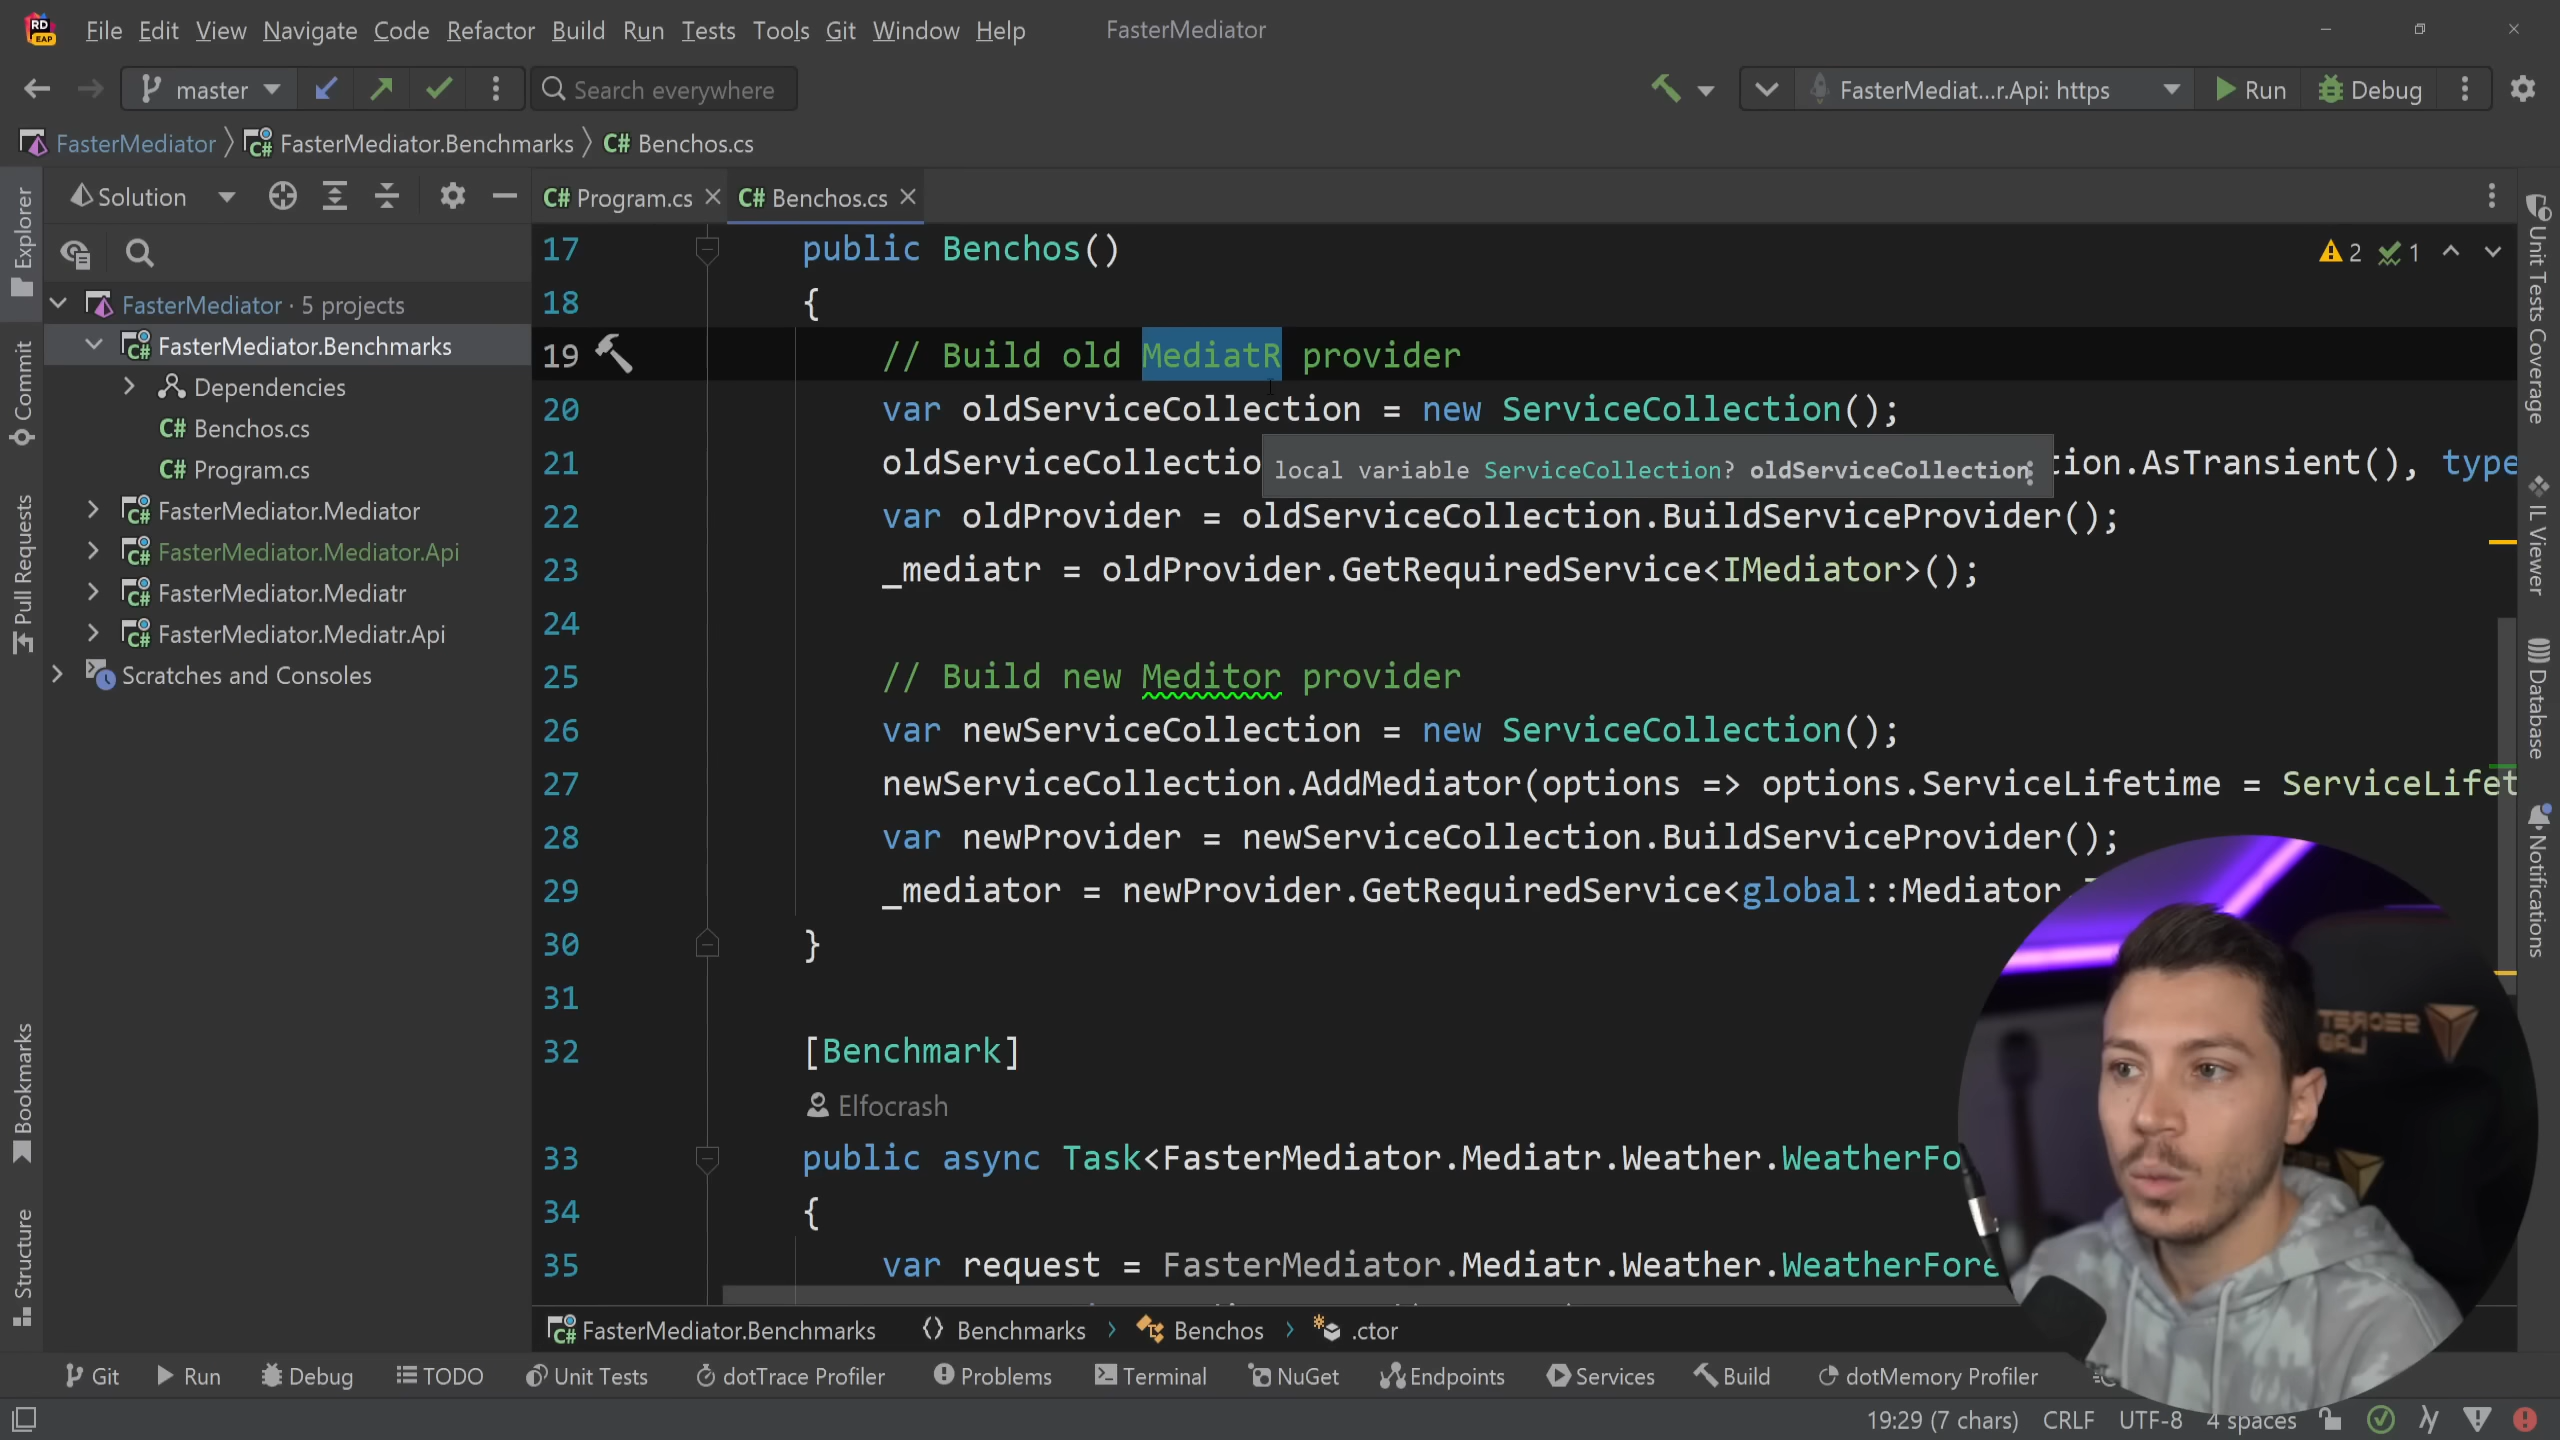 RD
EAP
File Edit View Navigate Code Refactor Build Run Tests Tools Git Window Help FasterMediator
master Search everywhere FasterMediat...r.Api: https Run Debug
FasterMediator FasterMediator.Benchmarks C# Benchos.cs
Solution
C# Program.cs C# Benchos.cs
FasterMediator · 5 projects
FasterMediator.Benchmarks
Dependencies
C# Benchos.cs
C# Program.cs
FasterMediator.Mediator
FasterMediator.Mediator.Api
FasterMediator.Mediatr
FasterMediator.Mediatr.Api
Scratches and Consoles
Explorer
Commit
Pull Requests
Bookmarks
Structure
2 1
17 public Benchos()
18 {
19 // Build old MediatR provider
20 var oldServiceCollection = new ServiceCollection();
21 oldServiceCollectio tion.AsTransient(), type
local variable ServiceCollection? oldServiceCollection
22 var oldProvider = oldServiceCollection.BuildServiceProvider();
23 _mediatr = oldProvider.GetRequiredService<IMediator>();
24
25 // Build new Meditor provider
26 var newServiceCollection = new ServiceCollection();
27 newServiceCollection.AddMediator(options => options.ServiceLifetime = ServiceLifet
28 var newProvider = newServiceCollection.BuildServiceProvider();
29 _mediator = newProvider.GetRequiredService<global::Mediator.
30 }
31
32 [Benchmark]
Elfocrash
33 public async Task<FasterMediator.Mediatr.Weather.WeatherFo
34 {
35 var request = FasterMediator.Mediatr.Weather.WeatherFore
Unit Tests Coverage
IL Viewer
Database
Notifications
SECRET
LAB
FasterMediator.Benchmarks Benchmarks Benchos .ctor
Git Run Debug TODO Unit Tests dotTrace Profiler Problems Terminal NuGet Endpoints Services Build dotMemory Profiler
19:29 (7 chars) CRLF UTF-8 4 spaces